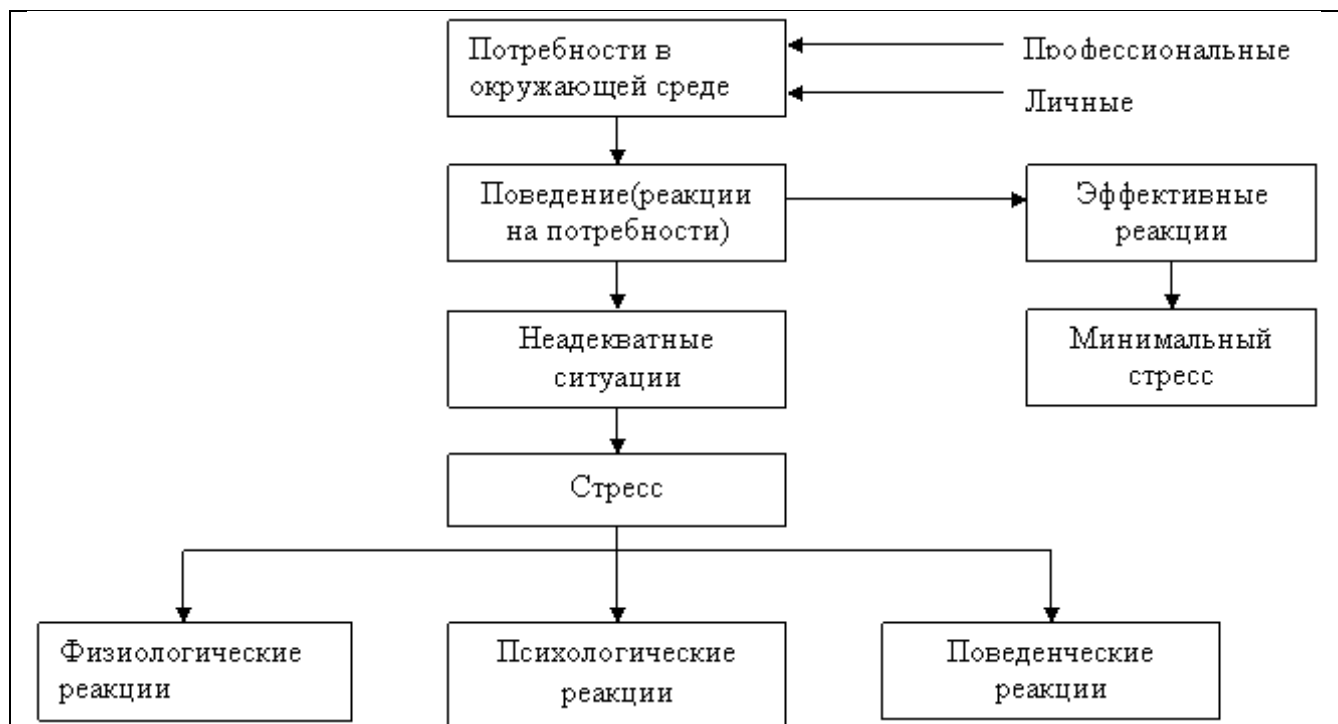 Потребности в
окружающей среде
Профессиональные
Личные
Поведение(реакции
на потребности)
Эффективные
реакции
Неадекватные
ситуации
Минимальный
стресс
Стресс
Физиологические
реакции
Психологические
реакции
Поведенческие
реакции